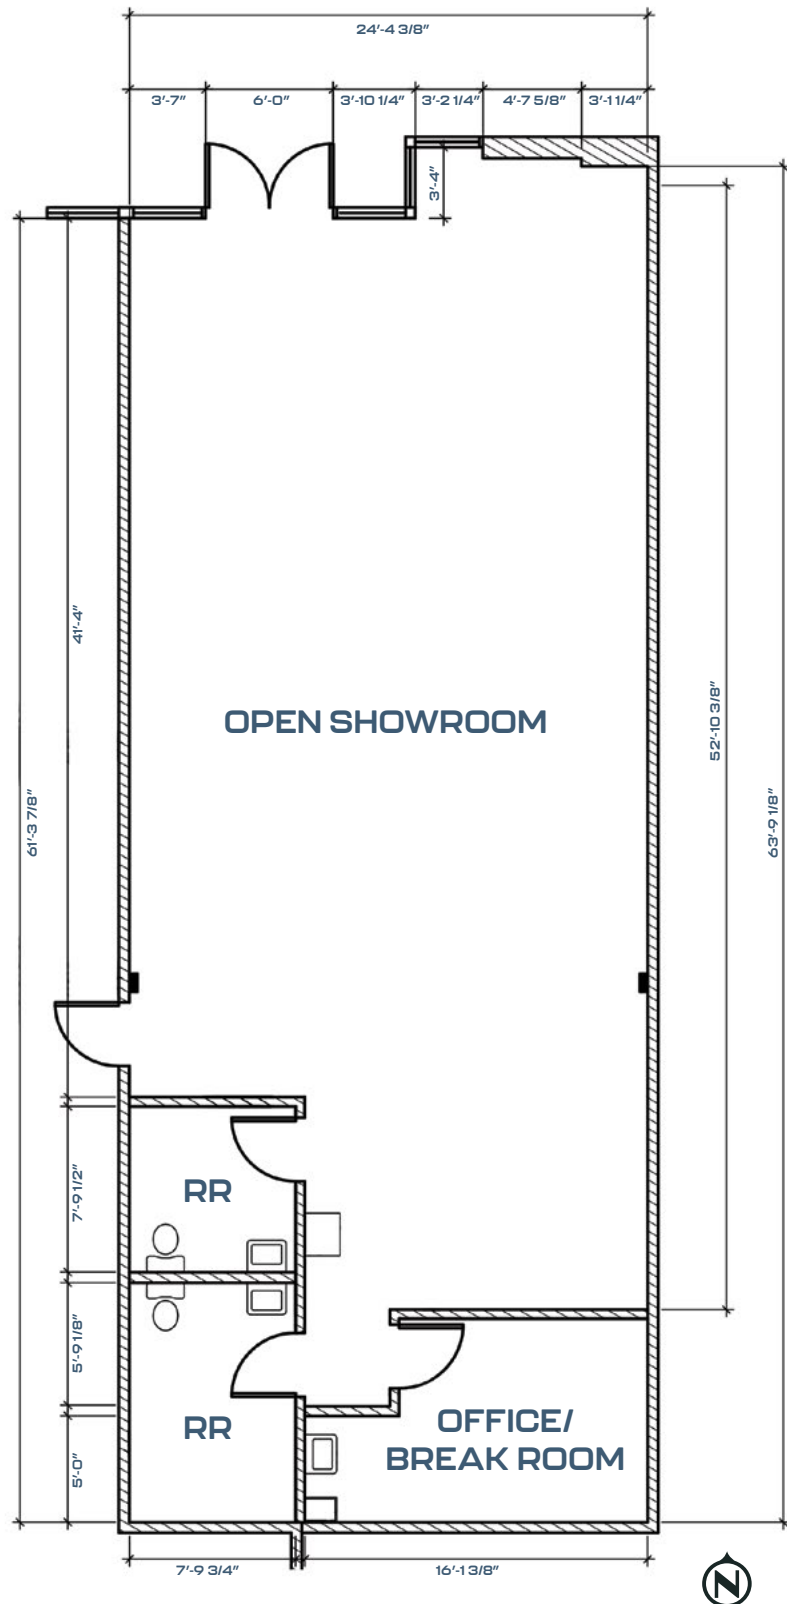 24'-4 3/8"
3'-7"
6'-0"
3'-10 1/4"
3'-2 1/4"
4'-7 5/8"
3'-1 1/4"
3'-4"
41'-4"
OPEN SHOWROOM
52'-10 3/8"
61'-3 7/8"
63'-9 1/8"
7'-9 1/2"
RR
5'-9 1/8"
RR
OFFICE/
BREAK ROOM
5'-0"
7'-9 3/4"
16'-1 3/8"
N